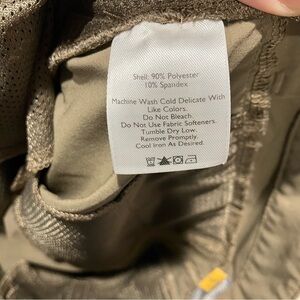 Shell: 90% Polyester
10% Spandex
Machine Wash Cold Delicate With
Like Colors.
Do Not Bleach.
Do Not Use Fabric Softeners.
Tumble Dry Low.
Remove Promptly.
Cool Iron As Desired.